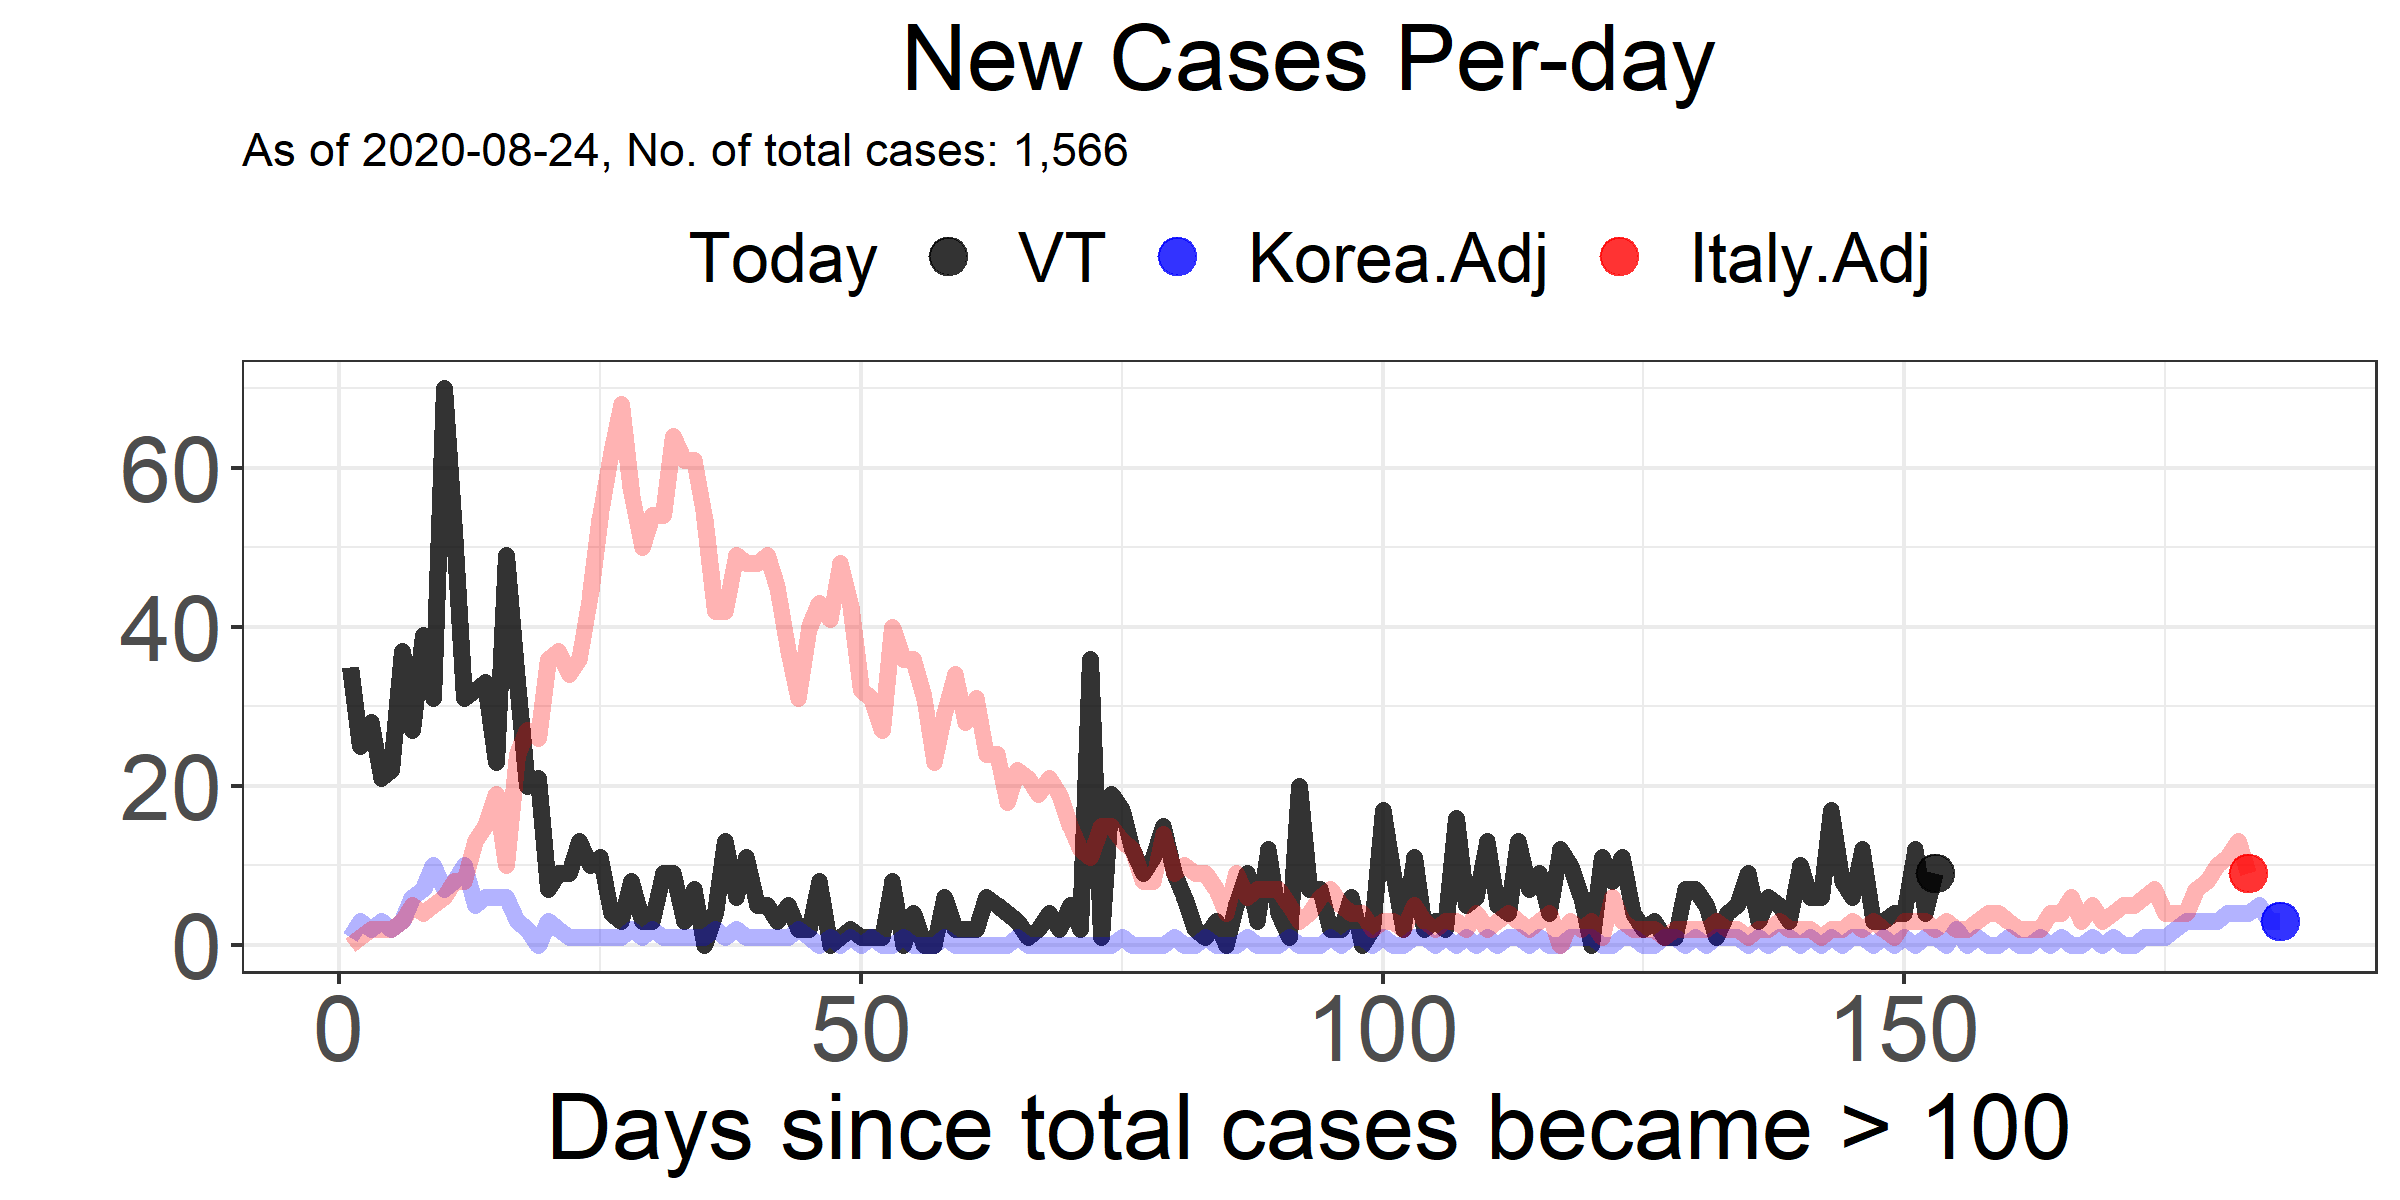 New Cases Per-day
As of 2020-08-24, No. of total cases: 1,566
Today VT Korea.Adj Italy.Adj
60
40
20
0
0 50 100 150
Days since total cases became > 100